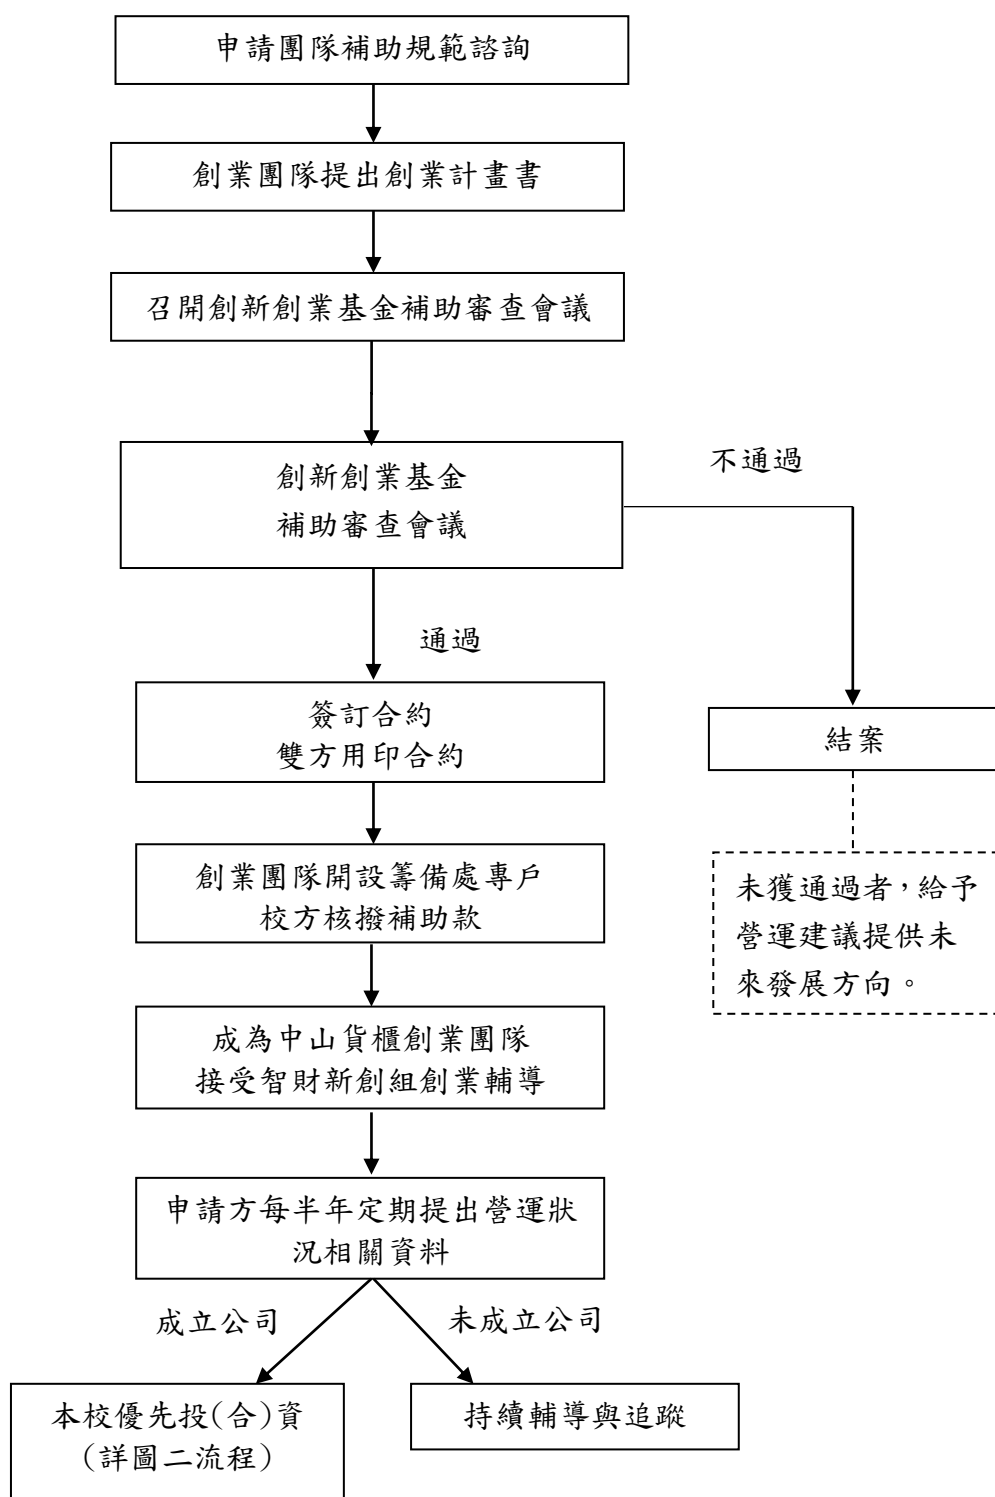 申請團隊補助規範諮詢
創業團隊提出創業計畫書
召開創新創業基金補助審查會議
創新創業基金
補助審查會議
不通過
通過
簽訂合約
雙方用印合約
結案
創業團隊開設籌備處專戶
校方核撥補助款
未獲通過者，給予
營運建議提供未
來發展方向。
成為中山貨櫃創業團隊
接受智財新創組創業輔導
申請方每半年定期提出營運狀
況相關資料
成立公司
未成立公司
本校優先投(合)資
(詳圖二流程)
持續輔導與追蹤